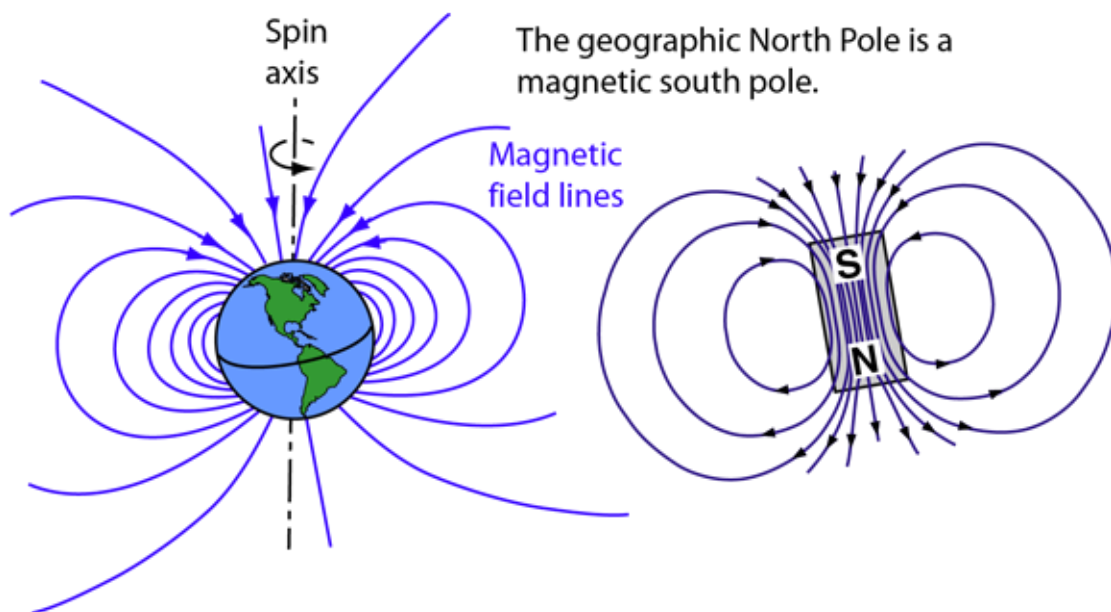 Spin
axis
The geographic North Pole is a
magnetic south pole.
Magnetic
field lines
S
N